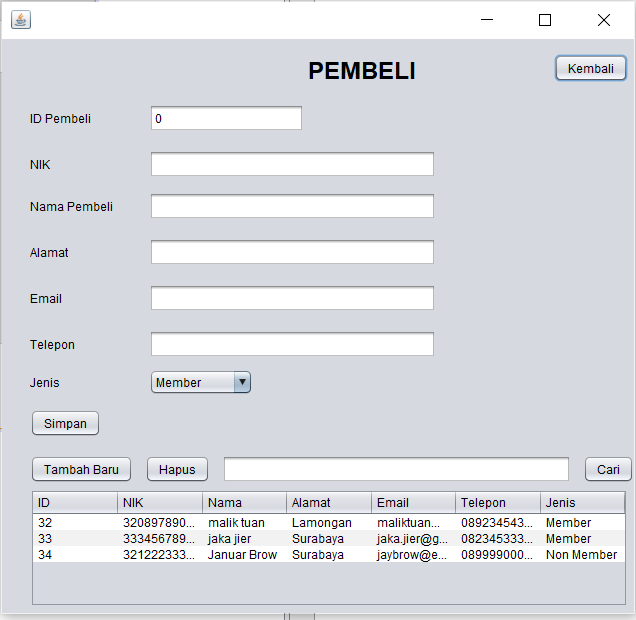 PEMBELI
Kembali
ID Pembeli 0
NIK
Nama Pembeli
Alamat
Email
Telepon
Jenis Member
Simpan
Tambah Baru Hapus Cari
ID NIK Nama Alamat Email Telepon Jenis
32 320897890... malik tuan Lamongan maliktuan... 089234543... Member
33 333456789... jaka jier Surabaya jaka.jier@g... 082345333... Member
34 321222333... Januar Brow Surabaya jaybrow@e... 089999000... Non Member